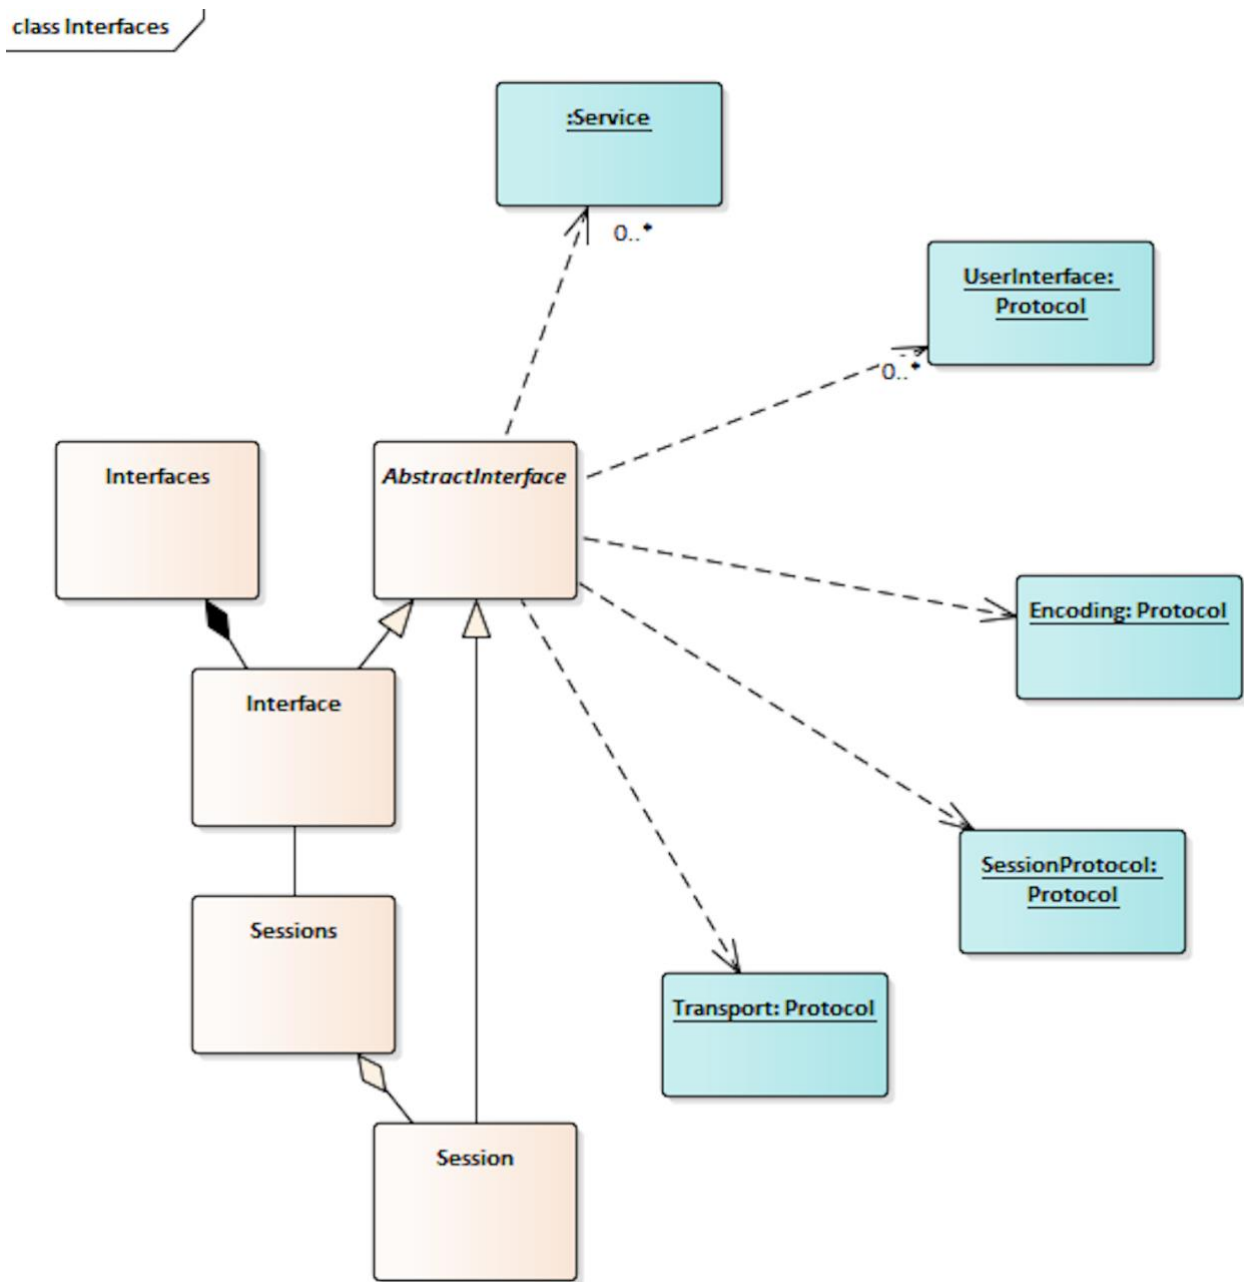 class Interfaces
:Service
0..*
UserInterface:
Protocol
0..*
Interfaces
AbstractInterface
Encoding: Protocol
Interface
SessionProtocol:
Protocol
Sessions
Transport: Protocol
Session